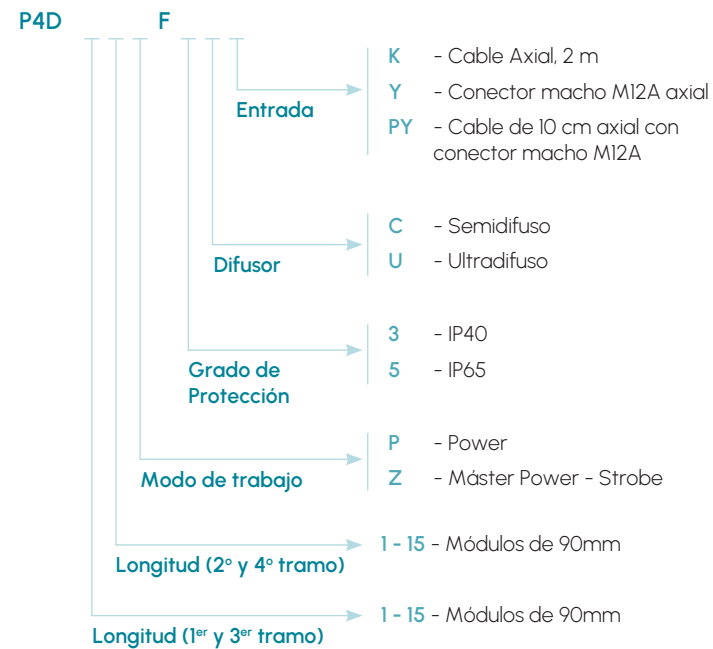 P4D F
K - Cable Axial, 2 m
Y - Conector macho M12A axial
Entrada
PY - Cable de 10 cm axial con
conector macho M12A
C - Semidifuso
U - Ultradifuso
Difusor
3 - IP40
5 - IP65
Grado de
Protección
P - Power
Z - Máster Power - Strobe
Modo de trabajo
1 - 15 - Módulos de 90mm
Longitud (2º y 4º tramo)
1 - 15 - Módulos de 90mm
Longitud (1er y 3er tramo)